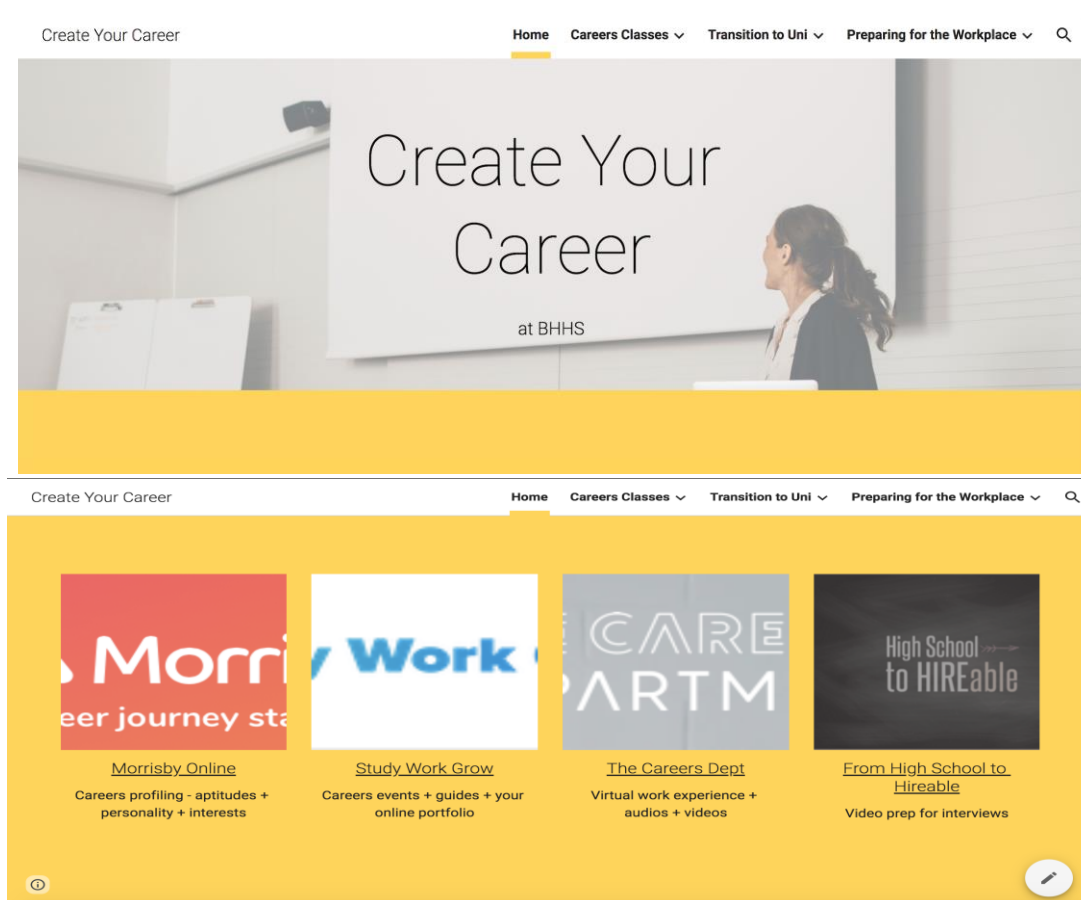 Create Your Career
Home Careers Classes Transition to Uni Preparing for the Workplace
Create Your
Career
at BHHS
Create Your Career
Home Careers Classes Transition to Uni Preparing for the Workplace
Morri
eer journey sta
y Work
E CARE
PARTM
High School
to HIREable
Morrisby Online
Careers profiling - aptitudes +
personality + interests
Study Work Grow
Careers events + guides + your
online portfolio
The Careers Dept
Virtual work experience +
audios + videos
From High School to
Hireable
Video prep for interviews